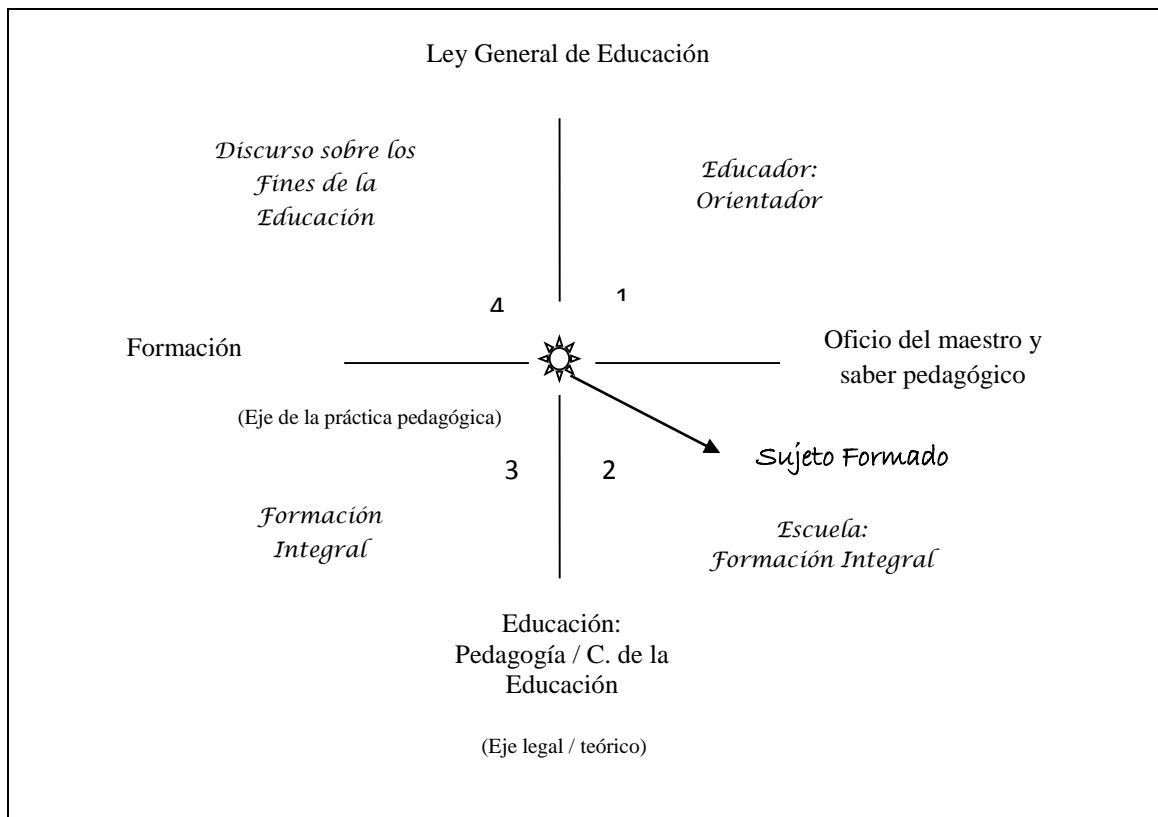 Ley General de Educación
Discurso sobre los
Fines de la
Educación
Educador:
Orientador
4
1
Formación
Oficio del maestro y
saber pedagógico
(Eje de la práctica pedagógica)
Sujeto Formado
3
2
Formación
Integral
Escuela:
Formación Integral
Educación:
Pedagogía / C. de la
Educación
(Eje legal / teórico)